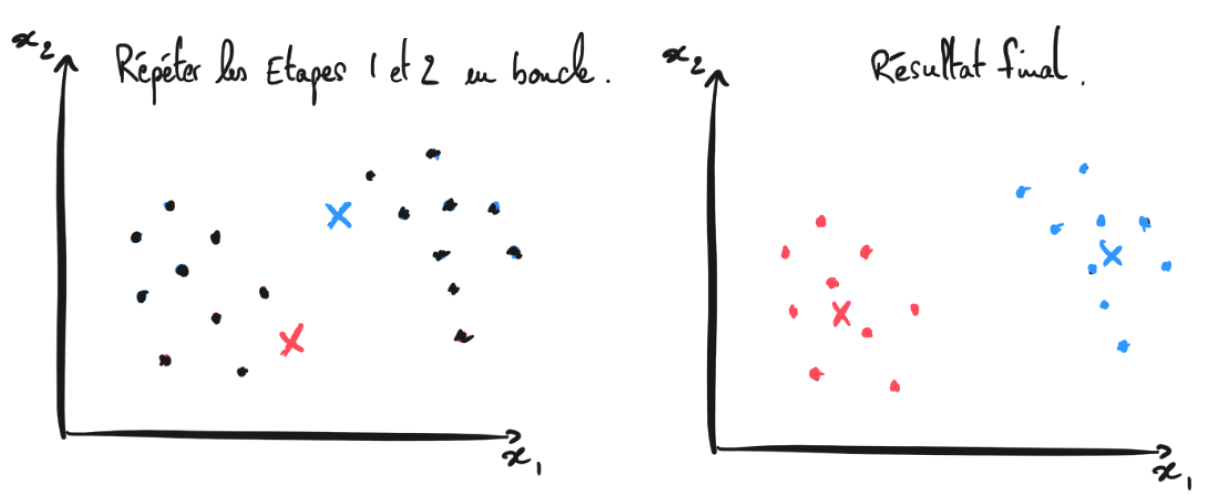 x2
Répéter les Etapes 1 et 2 en boucle.
x1
x2
Résultat final.
x1